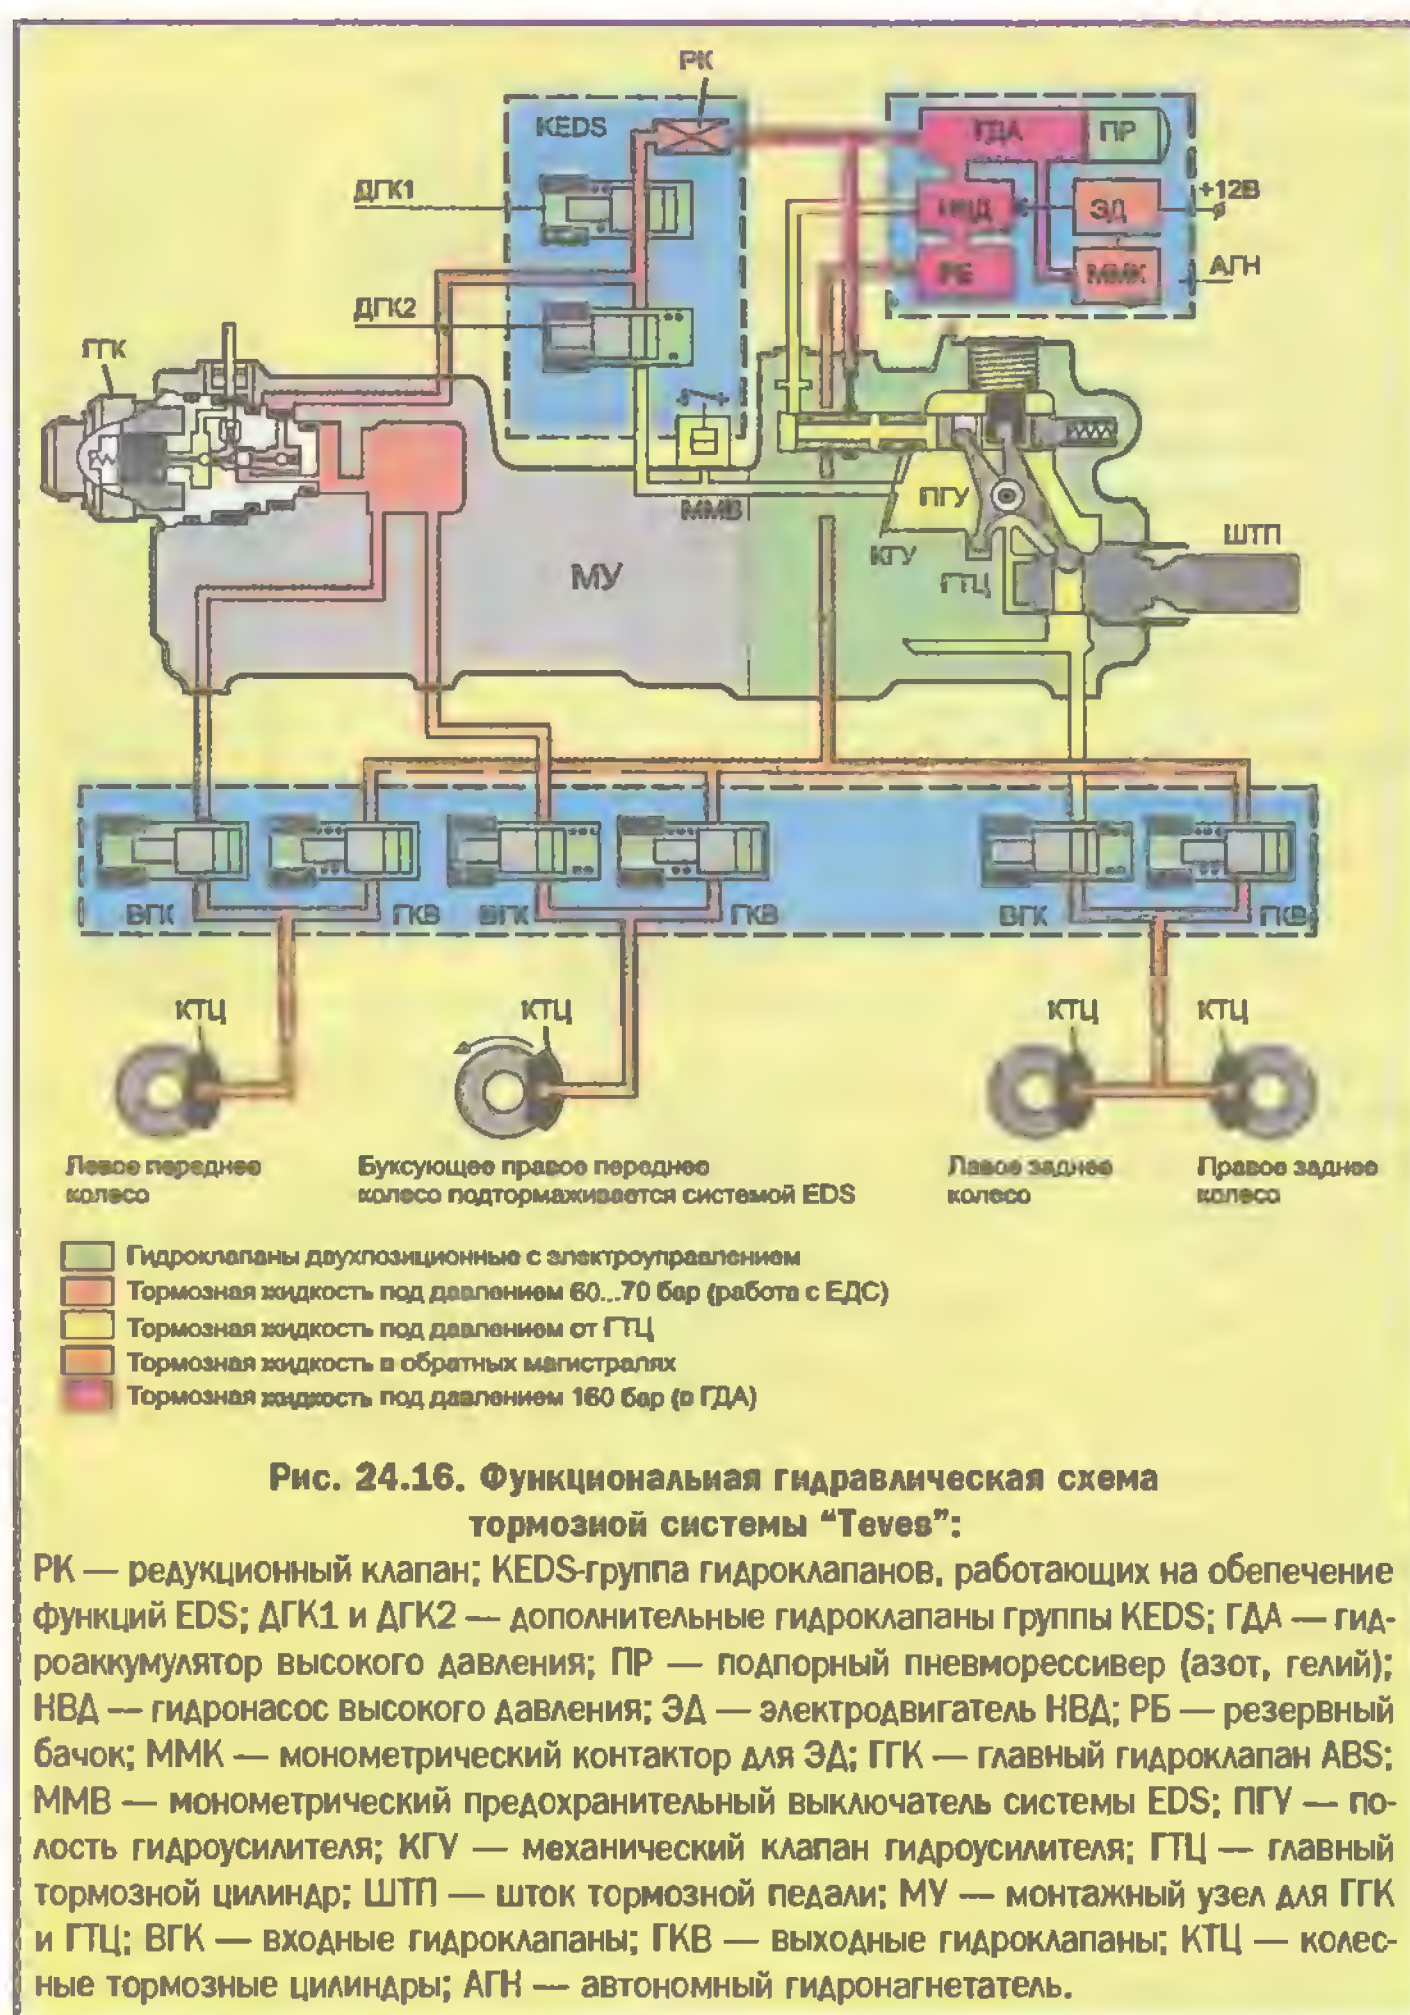 РК
KEDS
ГДА
ПР
ДГК1
НВД
ЭД
+12В
РБ
ММК
АГН
ДГК2
ГГК
ММВ
ПГУ
КГУ
ШТП
МУ
ГТЦ
ВГК
ГКВ
ВГК
ГКВ
ВГК
ГКВ
КТЦ
КТЦ
КТЦ
КТЦ
Левое переднее
колесо
Буксующее правое переднее
колесо подтормаживается системой EDS
Левое заднее
колесо
Правое заднее
колесо
Гидроклапаны двухпозиционные с электроуправлением
Тормозная жидкость под давлением 60...70 бар (работа с ЕДС)
Тормозная жидкость под давлением от ГТЦ
Тормозная жидкость в обратных магистралях
Тормозная жидкость под давлением 160 бар (в ГДА)
Рис. 24.16. Функциональная гидравлическая схема
тормозной системы “Teves”:
РК — редукционный клапан; KEDS-группа гидроклапанов, работающих на обепечение
функций EDS; ДГК1 и ДГК2 — дополнительные гидроклапаны группы KEDS; ГДА — гид-
роаккумулятор высокого давления; ПР — подпорный пневморессивер (азот, гелий);
НВД — гидронасос высокого давления; ЭД — электродвигатель НВД; РБ — резервный
бачок; ММК — монометрический контактор для ЭД; ГГК — главный гидроклапан ABS;
ММВ — монометрический предохранительный выключатель системы EDS; ПГУ — по-
лость гидроусилителя; КГУ — механический клапан гидроусилителя; ГТЦ — главный
тормозной цилиндр; ШТП — шток тормозной педали; МУ — монтажный узел для ГГК
и ГТЦ; ВГК — входные гидроклапаны; ГКВ — выходные гидроклапаны; КТЦ — колес-
ные тормозные цилиндры; АГН — автономный гидронагнетатель.